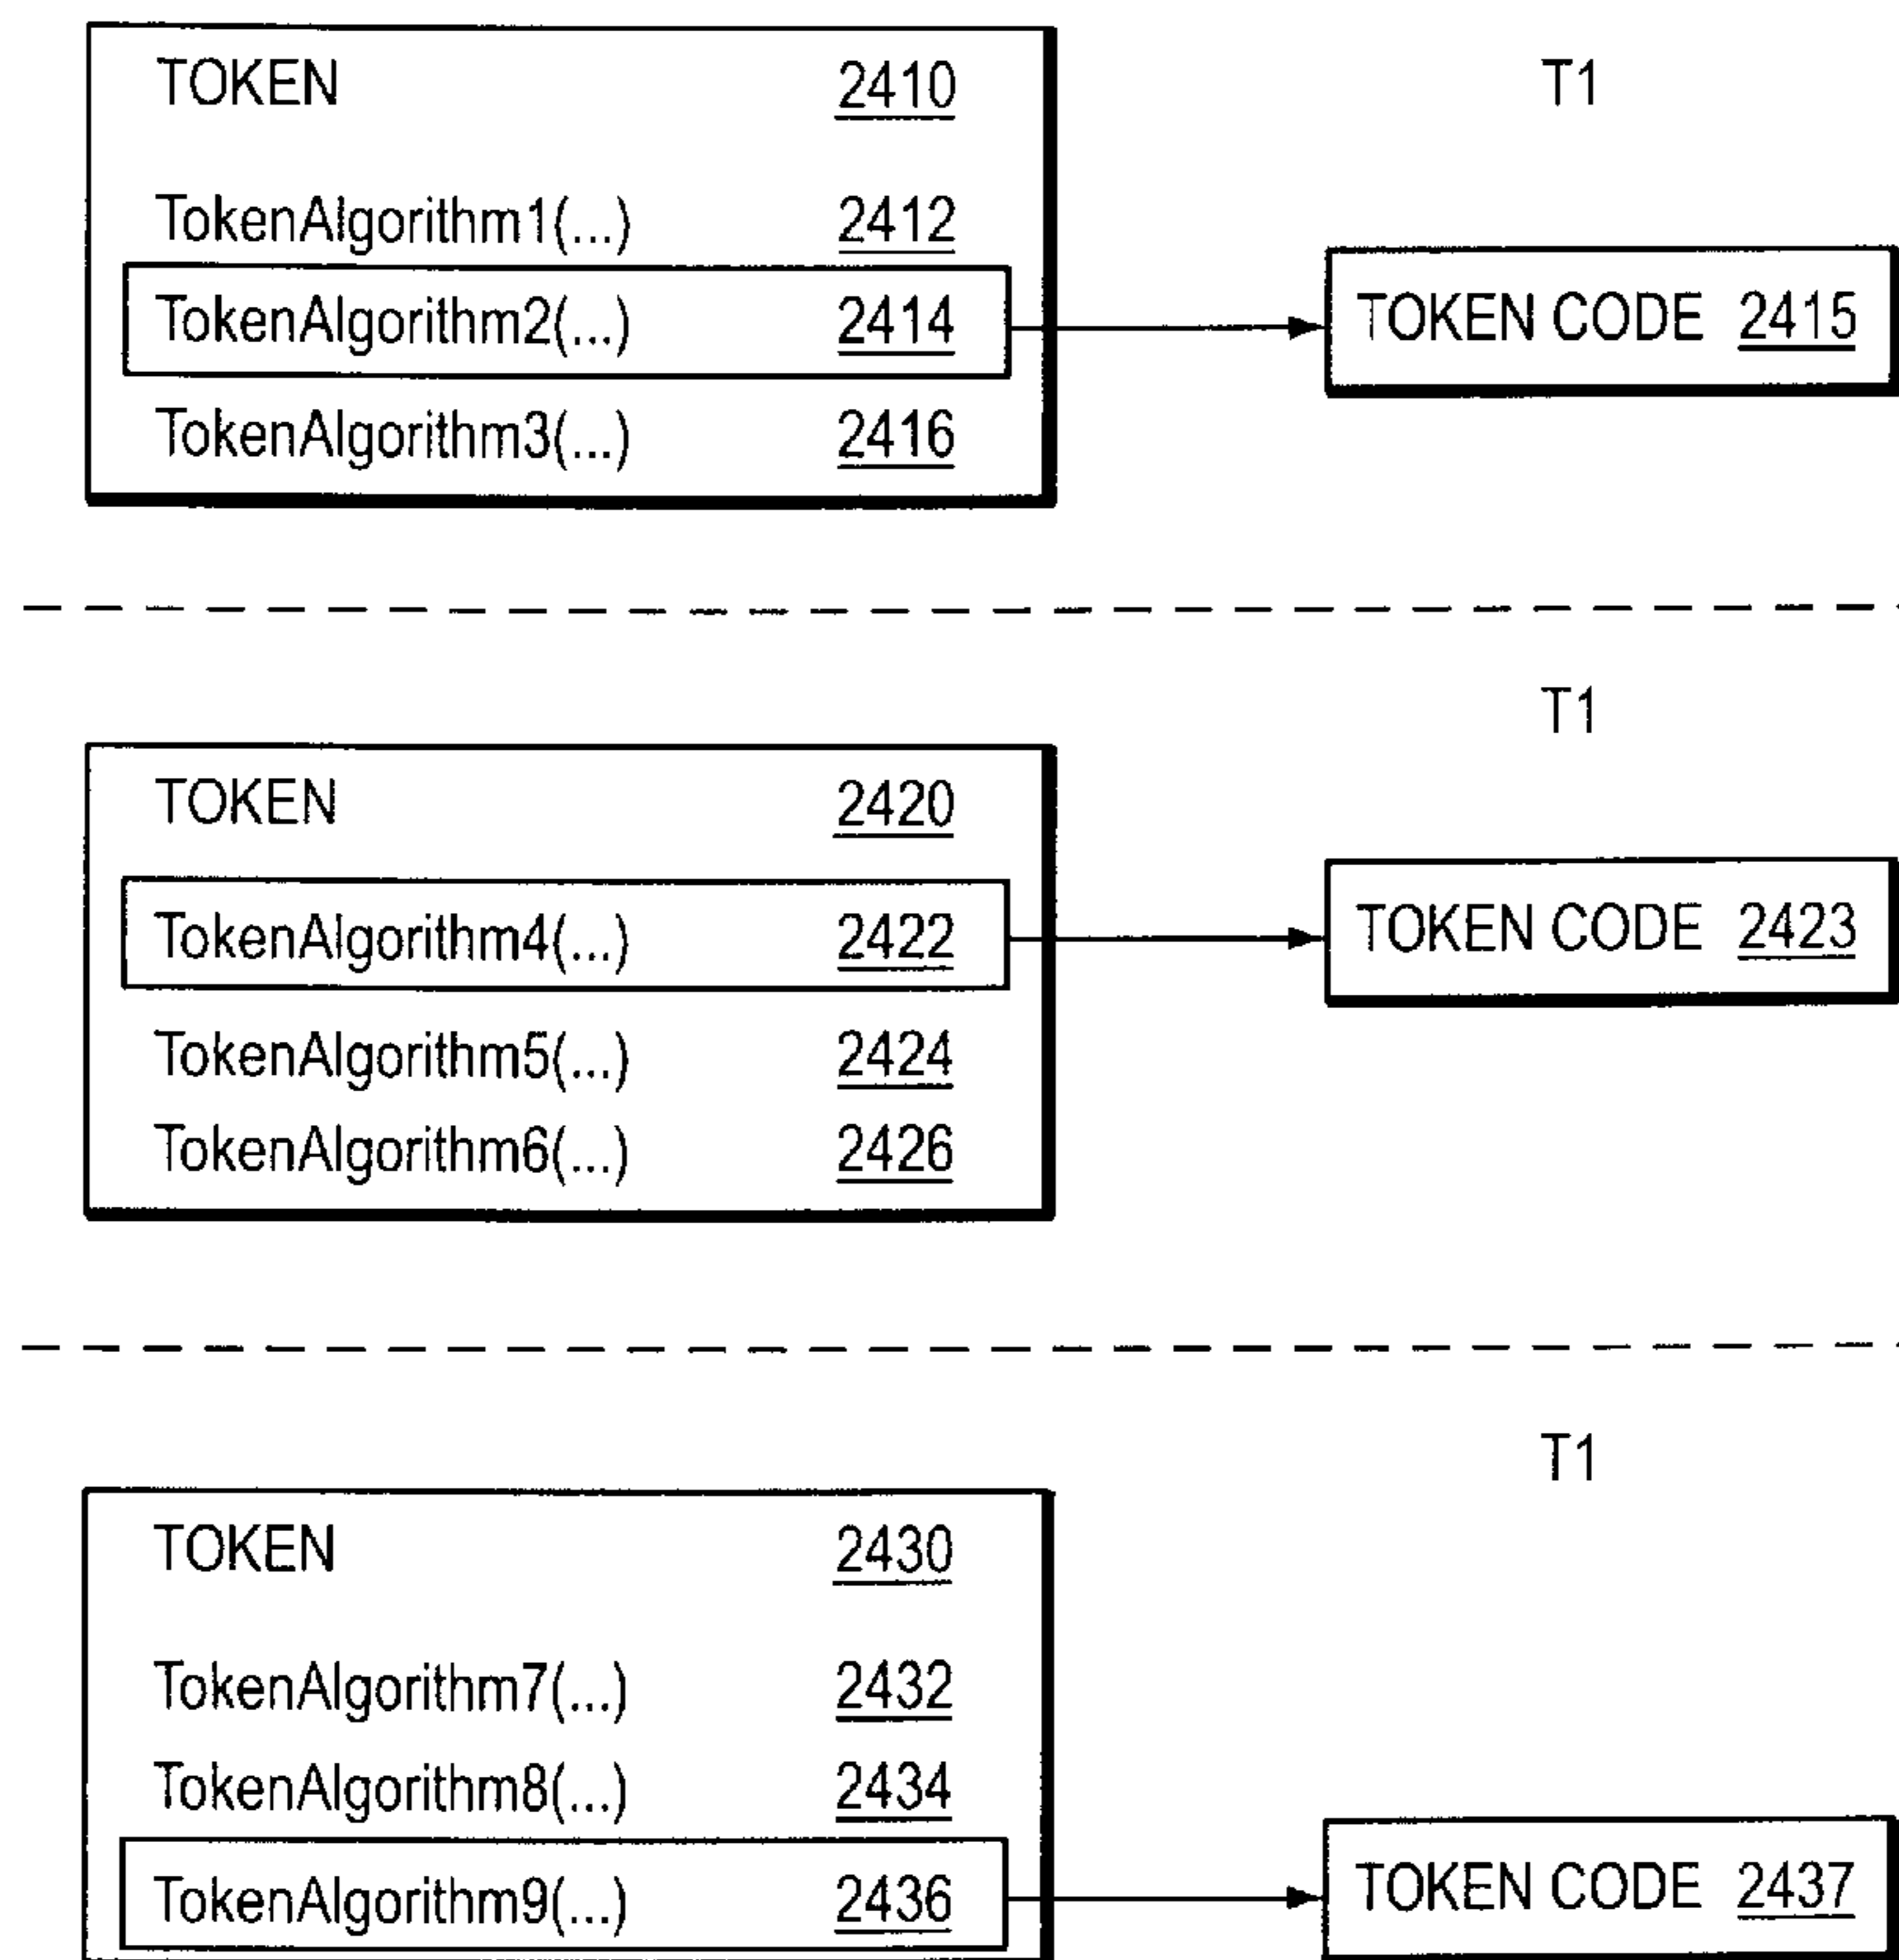 TOKEN 2410 T1
TokenAlgorithm1(...) 2412
TokenAlgorithm2(...) 2414 TOKEN CODE 2415
TokenAlgorithm3(...) 2416
T1
TOKEN 2420
TokenAlgorithm4(...) 2422 TOKEN CODE 2423
TokenAlgorithm5(...) 2424
TokenAlgorithm6(...) 2426
T1
TOKEN 2430
TokenAlgorithm7(...) 2432
TokenAlgorithm8(...) 2434
TokenAlgorithm9(...) 2436 TOKEN CODE 2437